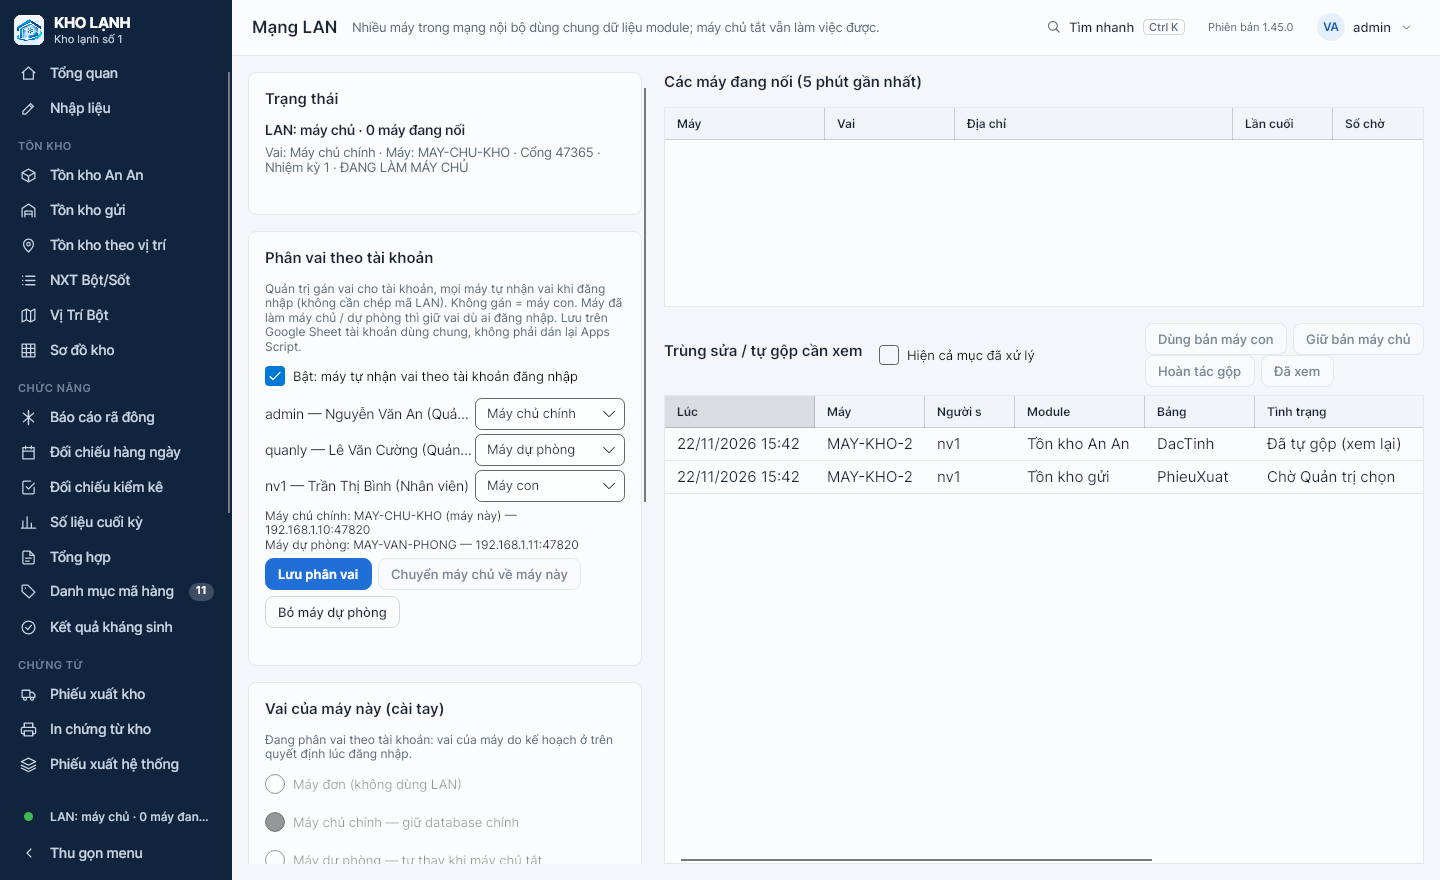 KHO LẠNH
Kho lạnh số 1
Tổng quan
Nhập liệu
TỒN KHO
Tồn kho An An
Tồn kho gửi
Tồn kho theo vị trí
NXT Bột/Sốt
Vị Trí Bột
Sơ đồ kho
CHỨC NĂNG
Báo cáo rã đông
Đối chiếu hàng ngày
Đối chiếu kiểm kê
Số liệu cuối kỳ
Tổng hợp
Danh mục mã hàng 11
Kết quả kháng sinh
CHỨNG TỪ
Phiếu xuất kho
In chứng từ kho
Phiếu xuất hệ thống
LAN: máy chủ · 0 máy đan...
Thu gọn menu
Mạng LAN Nhiều máy trong mạng nội bộ dùng chung dữ liệu module; máy chủ tắt vẫn làm việc được.
Tìm nhanh Ctrl K Phiên bản 1.45.0 VA admin
Trạng thái
LAN: máy chủ · 0 máy đang nối
Vai: Máy chủ chính · Máy: MAY-CHU-KHO · Cổng 47365 ·
Nhiệm kỳ 1 · ĐANG LÀM MÁY CHỦ
Phân vai theo tài khoản
Quản trị gán vai cho tài khoản, mọi máy tự nhận vai khi đăng
nhập (không cần chép mã LAN). Không gán = máy con. Máy đã
làm máy chủ / dự phòng thì giữ vai dù ai đăng nhập. Lưu trên
Google Sheet tài khoản dùng chung, không phải dán lại Apps
Script.
Bật: máy tự nhận vai theo tài khoản đăng nhập
admin — Nguyễn Văn An (Quả... Máy chủ chính
quanly — Lê Văn Cường (Quản... Máy dự phòng
nv1 — Trần Thị Bình (Nhân viên) Máy con
Máy chủ chính: MAY-CHU-KHO (máy này) —
192.168.1.10:47820
Máy dự phòng: MAY-VAN-PHONG — 192.168.1.11:47820
Lưu phân vai Chuyển máy chủ về máy này
Bỏ máy dự phòng
Vai của máy này (cài tay)
Đang phân vai theo tài khoản: vai của máy do kế hoạch ở trên
quyết định lúc đăng nhập.
Máy đơn (không dùng LAN)
Máy chủ chính — giữ database chính
Máy dự phòng — tự thay khi máy chủ tắt
Các máy đang nối (5 phút gần nhất)
Máy Vai Địa chỉ Lần cuối Số chờ
Trùng sửa / tự gộp cần xem Hiện cả mục đã xử lý
Dùng bản máy con Giữ bản máy chủ
Hoàn tác gộp Đã xem
Lúc Máy Người s Module Bảng Tình trạng
22/11/2026 15:42 MAY-KHO-2 nv1 Tồn kho An An DacTinh Đã tự gộp (xem lại)
22/11/2026 15:42 MAY-KHO-2 nv1 Tồn kho gửi PhieuXuat Chờ Quản trị chọn